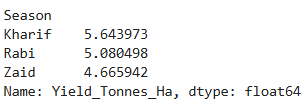 Season
Kharif    5.643973
Rabi      5.080498
Zaid      4.665942
Name: Yield_Tonnes_Ha, dtype: float64